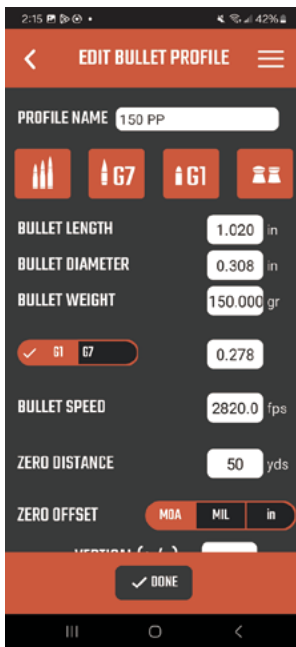 2:15 42%
EDIT BULLET PROFILE
PROFILE NAME 150 PP
G7 G1
BULLET LENGTH 1.020 in
BULLET DIAMETER 0.308 in
BULLET WEIGHT 150.000 gr
G1 G7 0.278
BULLET SPEED 2820.0 fps
ZERO DISTANCE 50 yds
ZERO OFFSET MOA MIL in
DONE